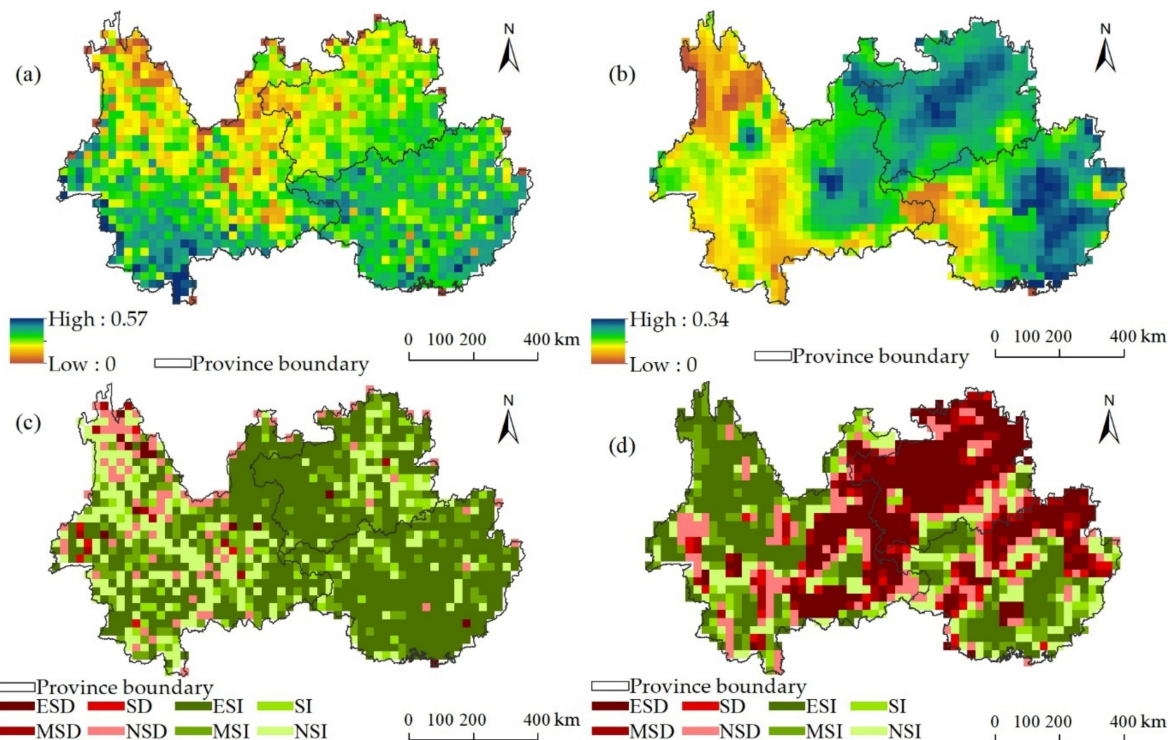 (a)
N
High : 0.57
Low : 0
Province boundary
0 100 200 400 km
(b)
N
High : 0.34
Low : 0
Province boundary
0 100 200 400 km
(c)
N
Province boundary
ESD SD ESI SI
MSD NSD MSI NSI
0 100 200 400 km
(d)
N
Province boundary
ESD SD ESI SI
MSD NSD MSI NSI
0 100 200 400 km